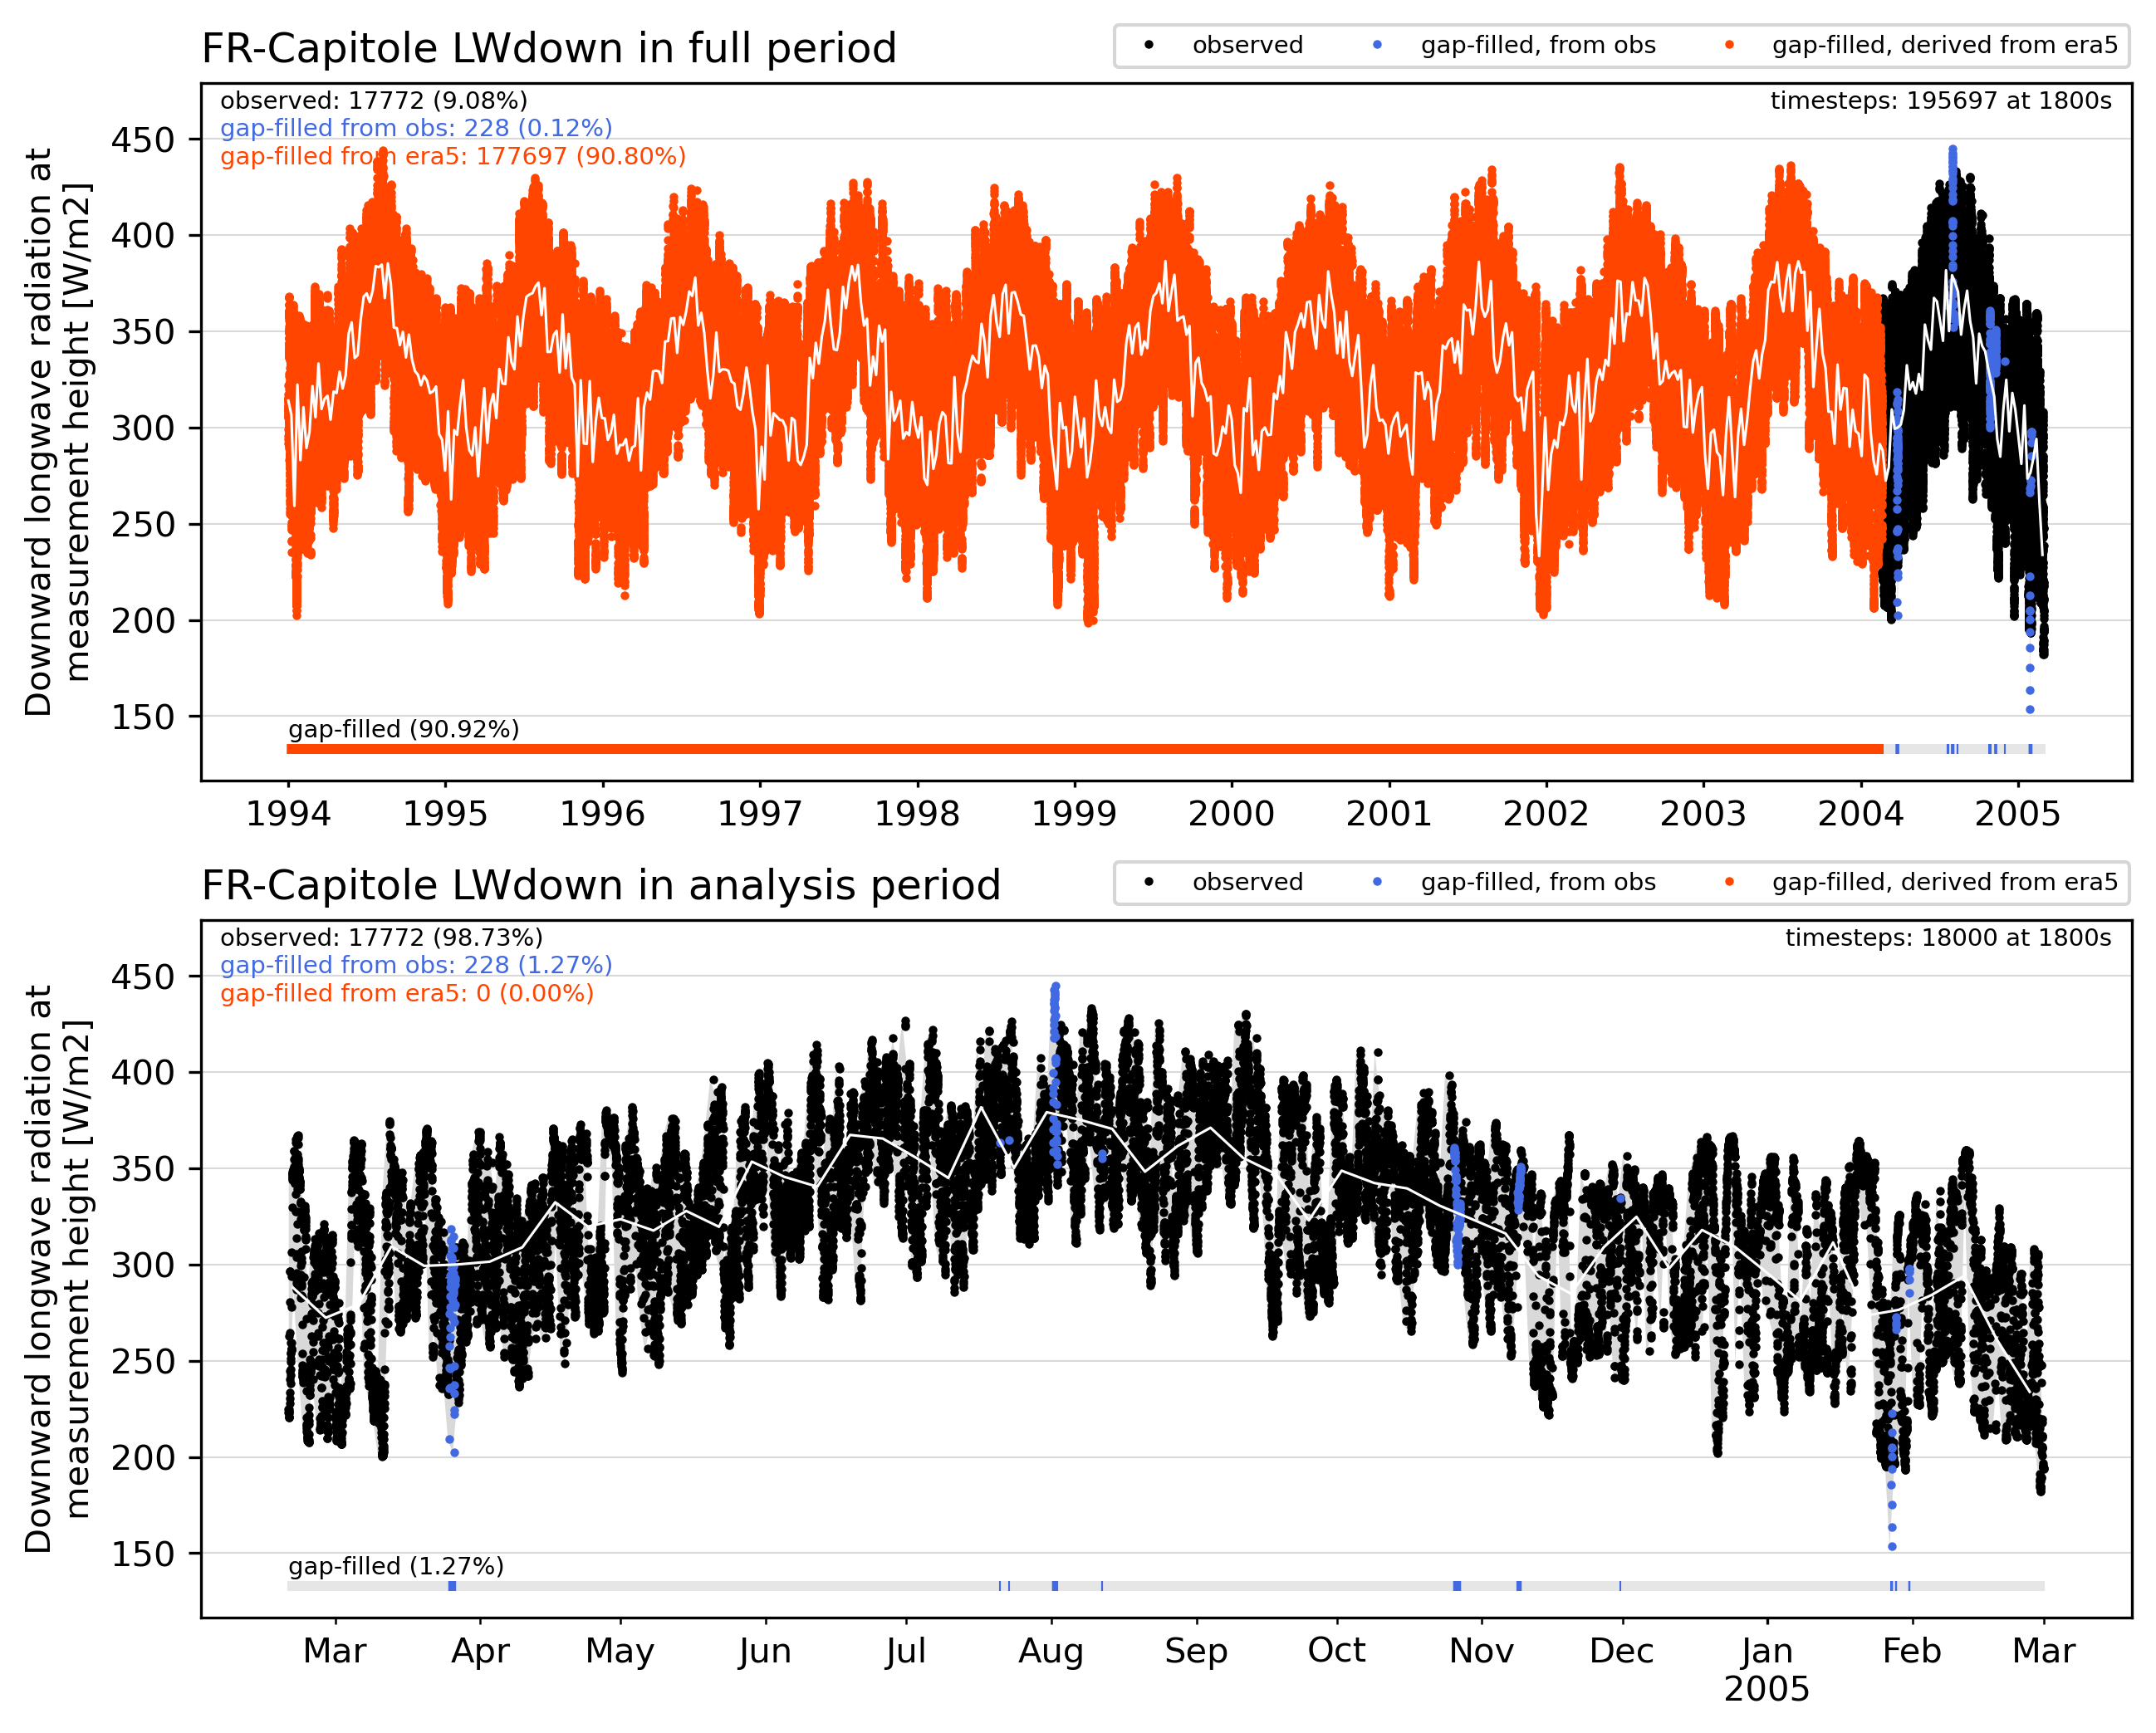 FR-Capitole LWdown in full period
observed
gap-filled, from obs
gap-filled, derived from era5
observed: 17772 (9.08%)
timesteps: 195697 at 1800s
gap-filled from obs: 228 (0.12%)
gap-filled from era5: 177697 (90.80%)
Downward longwave radiation at
measurement height [W/m2]
450
400
350
300
250
200
150
gap-filled (90.92%)
1994
1995
1996
1997
1998
1999
2000
2001
2002
2003
2004
2005
FR-Capitole LWdown in analysis period
observed
gap-filled, from obs
gap-filled, derived from era5
observed: 17772 (98.73%)
timesteps: 18000 at 1800s
gap-filled from obs: 228 (1.27%)
gap-filled from era5: 0 (0.00%)
Downward longwave radiation at
measurement height [W/m2]
450
400
350
300
250
200
150
gap-filled (1.27%)
Mar
Apr
May
Jun
Jul
Aug
Sep
Oct
Nov
Dec
Jan
Feb
Mar
2005